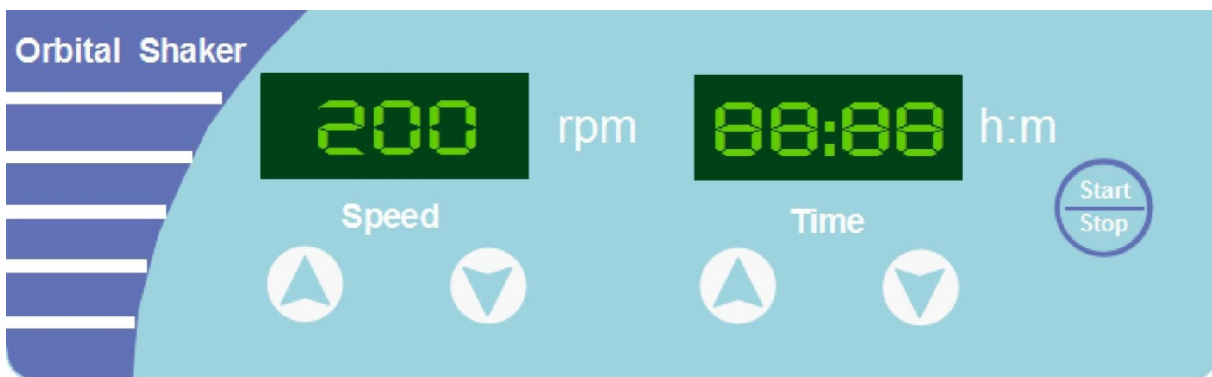 Orbital Shaker
200 rpm 88:88 h:m
Speed Time
Start
Stop